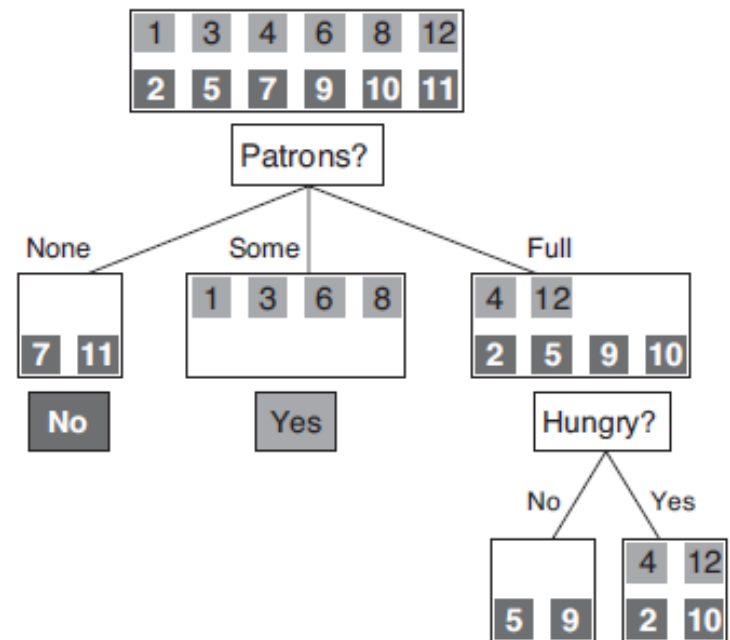 1 3 4 6 8 12
2 5 7 9 10 11
Patrons?
None Some Full
1 3 6 8 4 12
7 11 2 5 9 10
No Yes Hungry?
No Yes
4 12
5 9 2 10